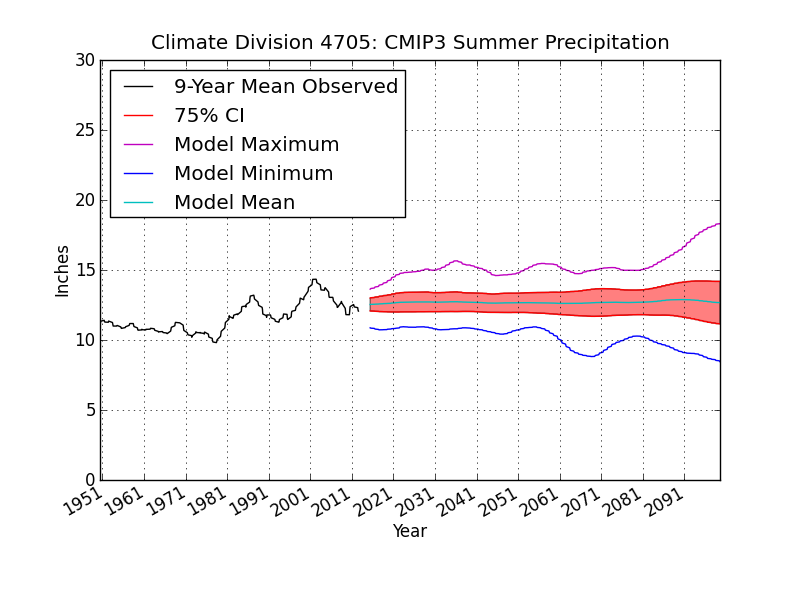 Climate Division 4705: CMIP3 Summer Precipitation
30
25
20
15
10
5
0
Inches
9-Year Mean Observed
75% CI
Model Maximum
Model Minimum
Model Mean
1951 1961 1971 1981 1991 2001 2011 2021 2031 2041 2051 2061 2071 2081 2091
Year